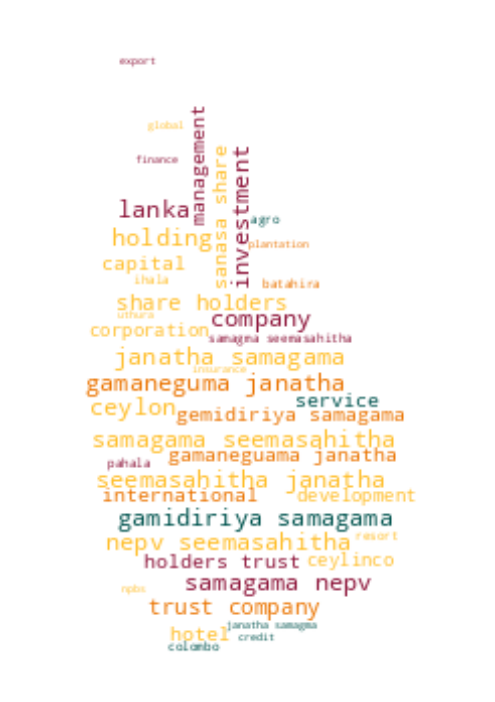 export
global
management
finance
sanasa share
investment
lanka
agro
holding
plantation
capital
ihala
batahira
share holders
uthura
company
corporation
samagma seemasahitha
janatha samagama
insurance
gamaneguma janatha
service
ceylon
gemidiriya samagama
samagama seemasahitha
gamaneguama janatha
pahala
seemasahitha janatha
international
development
gamidiriya samagama
nepv seemasahitha
resort
holders trust
ceylinco
samagama nepv
npbs
trust company
janatha samagma
hotel
credit
colombo